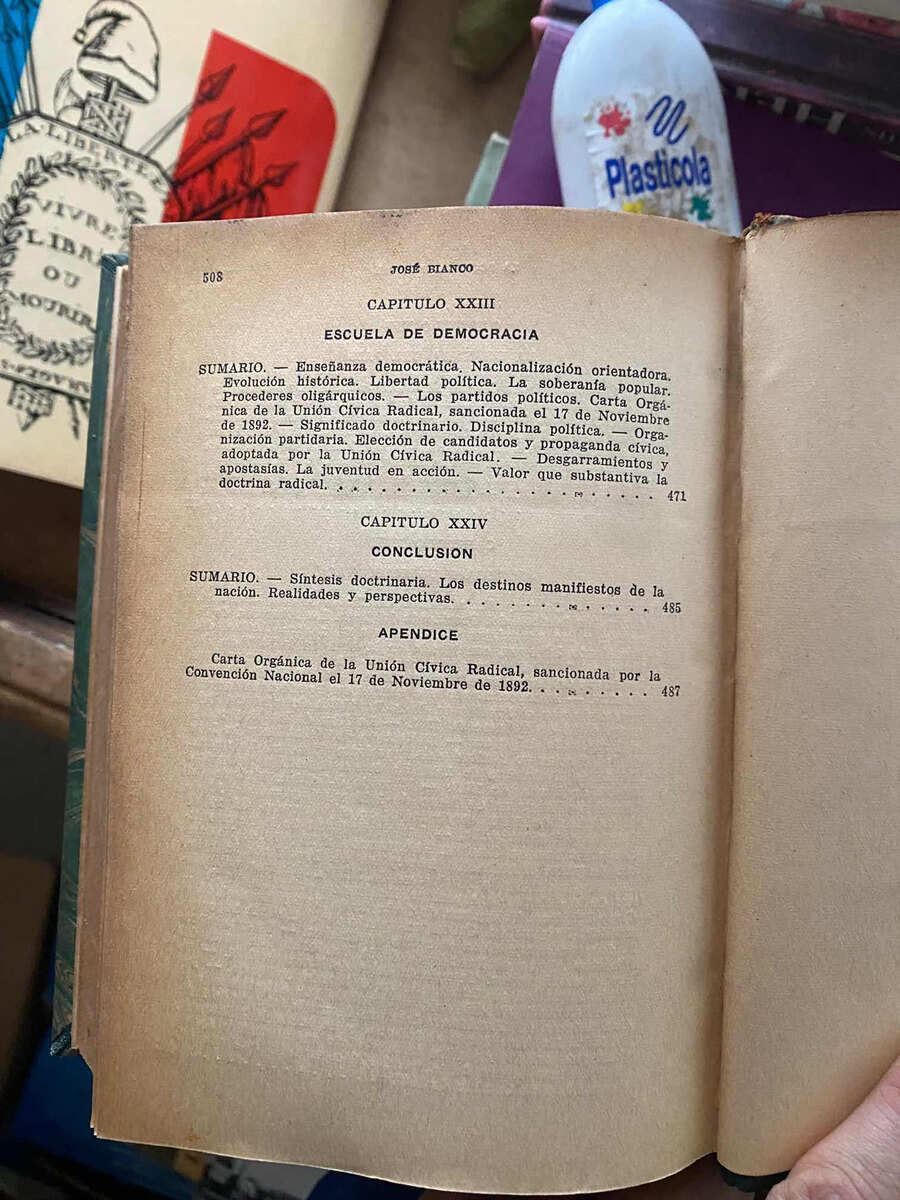 LA LIBERTÉ
VIVRE
LIBRE
OU
MOURIR
Plasticola
508
JOSÉ BIANCO
CAPITULO XXIII
ESCUELA DE DEMOCRACIA
SUMARIO. — Enseñanza democrática. Nacionalización orientadora.
Evolución histórica. Libertad política. La soberanía popular.
Procederes oligárquicos. — Los partidos políticos. Carta Orgá-
nica de la Unión Cívica Radical, sancionada el 17 de Noviembre
de 1892. — Significado doctrinario. Disciplina política. — Orga-
nización partidaria. Elección de candidatos y propaganda cívica,
adoptada por la Unión Cívica Radical. — Desgarramientos y
apostasías. La juventud en acción. — Valor que substantiva la
doctrina radical. . . . . . . . . . . . . . . . . . . . . . 471
CAPITULO XXIV
CONCLUSION
SUMARIO. — Síntesis doctrinaria. Los destinos manifiestos de la
nación. Realidades y perspectivas. . . . . . . . . . . . . 485
APENDICE
Carta Orgánica de la Unión Cívica Radical, sancionada por la
Convención Nacional el 17 de Noviembre de 1892. . . . . . . . 487